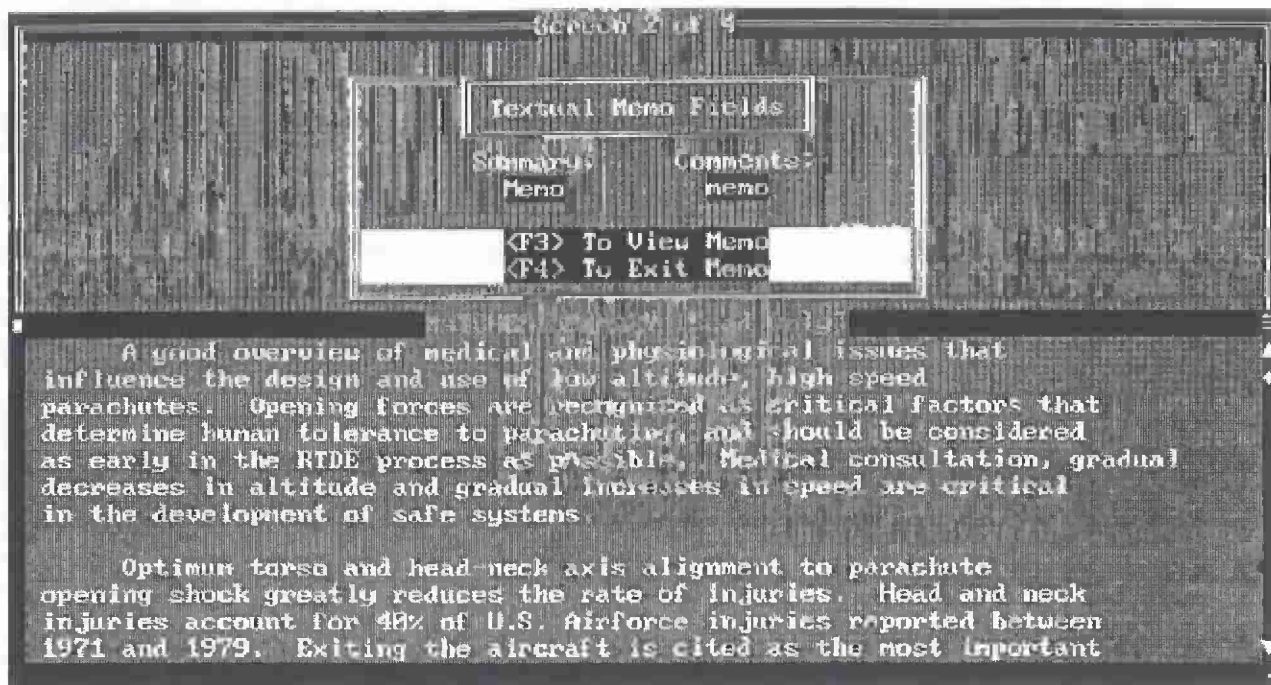 Screen 2 of 4
Textual Memo Fields
Summary: Comments:
Memo memo
<F3> To View Memo
<F4> To Exit Memo
A good overview of medical and physiological issues that
influence the design and use of low altitude, high speed
parachutes. Opening forces are recognized as critical factors that
determine human tolerance to parachuting, and should be considered
as early in the RTDE process as possible. Medical consultation, gradual
decreases in altitude and gradual increases in speed are critical
in the development of safe systems.
Optimum torso and head-neck axis alignment to parachute
opening shock greatly reduces the rate of injuries. Head and neck
injuries account for 40% of U.S. Airforce injuries reported between
1971 and 1979. Exiting the aircraft is cited as the most important